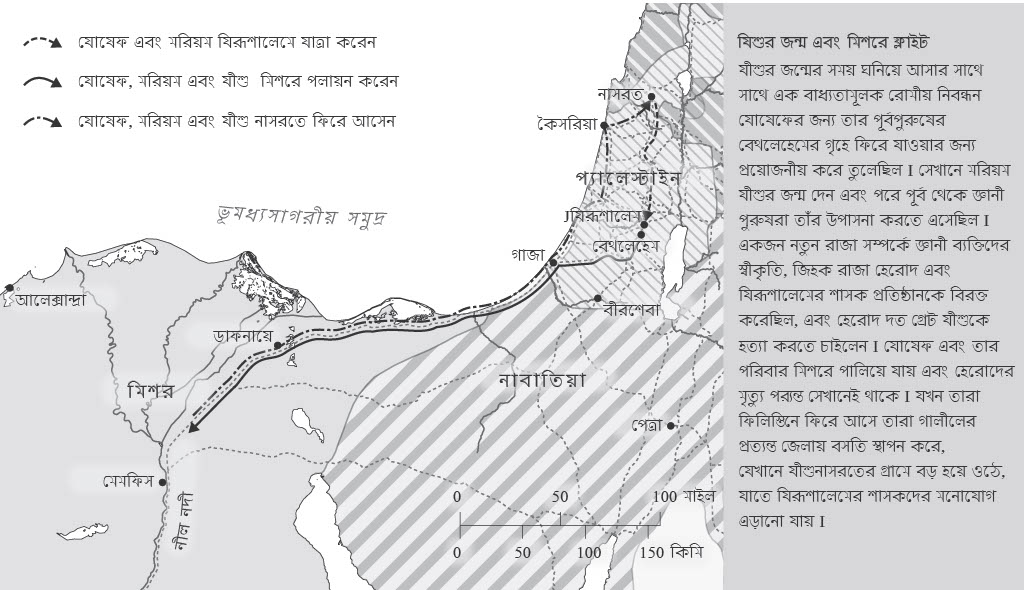 যোষেফ এবং মরিয়ম যিরূশালেমে যাত্রা করেন
যোষেফ, মরিয়ম এবং যীশু মিশরে পলায়ন করেন
যোষেফ, মরিয়ম এবং যীশু নাসরতে ফিরে আসেন
নাসরত
কৈসরিয়া
প্যালেস্টাইন
Jযিরূশালেম
বেথলেহেম
ভূমধ্যসাগরীয় সমুদ্র
গাজা
বীরশেবা
আলেক্সান্দ্রা
ডাফনায়ে
মিশর
নাবাতিয়া
পেত্রা
মেমফিস
নীল নদী
0 50 100 মাইল
0 50 100 150 কিমি
যিশুর জন্ম এবং মিশরে ফ্লাইট
যীশুর জন্মের সময় ঘনিয়ে আসার সাথে
সাথে এক বাধ্যতামূলক রোমীয় নিবন্ধন
যোষেফের জন্য তার পূর্বপুরুষের
বেথলেহেমের গৃহে ফিরে যাওয়ার জন্য
প্রয়োজনীয় করে তুলেছিল I সেখানে মরিয়ম
যীশুর জন্ম দেন এবং পরে পূর্ব থেকে জ্ঞানী
পুরুষরা তাঁর উপাসনা করতে এসেছিল I
একজন নতুন রাজা সম্পর্কে জ্ঞানী ব্যক্তিদের
স্বীকৃতি, জিহক রাজা হেরোদ এবং
যিরূশালেমের শাসক প্রতিষ্ঠানকে বিরক্ত
করেছিল, এবং হেরোদ দত গ্রেট যীশুকে
হত্যা করতে চাইলেন I যোষেফ এবং তার
পরিবার মিশরে পালিয়ে যায় এবং হেরোদের
মৃত্যু পর্যন্ত সেখানেই থাকে I যখন তারা
ফিলিস্তিনে ফিরে আসে তারা গালীলের
প্রত্যন্ত জেলায় বসতি স্থাপন করে,
যেখানে যীশুনাসরতের গ্রামে বড় হয়ে ওঠে,
যাতে যিরূশালেমের শাসকদের মনোযোগ
এড়ানো যায় I